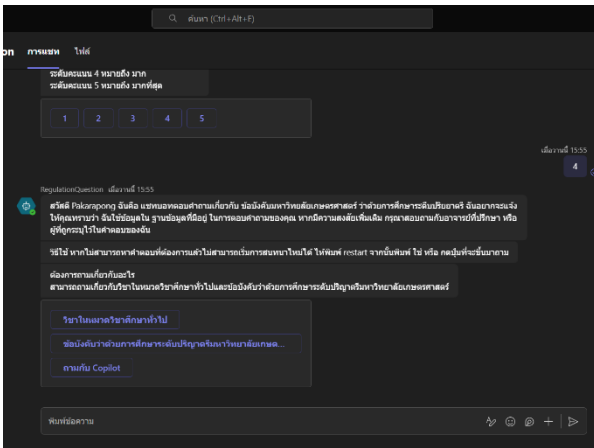 ค้นหา (Ctrl+Alt+F)
on การแชท ไฟล์
ระดับคะแนน 4 หมายถึง มาก
ระดับคะแนน 5 หมายถึง มากที่สุด
1 2 3 4 5
เมื่อวานนี้ 15:55
4
RegulationQuestion เมื่อวานนี้ 15:55
สวัสดี Pakarapong ฉันคือ แชทบอทตอบคำถามเกี่ยวกับ ข้อบังคับมหาวิทยาลัยเกษตรศาสตร์ ว่าด้วยการศึกษาระดับปริยยาตรี ฉันอยากจะแจ้ง
ให้คุณทราบว่า ฉันใช้ข้อมูลใน ฐานข้อมูลที่มีอยู่ ในการตอบคำถามของคุณ หากมีความสงสัยเพิ่มเติม กรุณาสอบถามกับอาจารย์ที่ปรึกษา หรือ
ผู้ที่ถูกระบุไว้ในคำตอบของฉัน
วิธีใช้ หากไม่สามารถหาคำตอบที่ต้องการแล้วไม่สามารถเริ่มการสนทนาใหม่ได้ ให้พิมพ์ restart จากนั้นพิมพ์ ใช่ หรือ กดปุ่มที่จะขึ้นมาถาม
ต้องการถามเกี่ยวกับอะไร
สามารถถามเกี่ยวกับวิชาในหมวดวิชาศึกษาทั่วไปและข้อบังคับว่าด้วยการศึกษาระดับปริญาตรีมหาวิทยาลัยเกษตรศาสตร์
วิชาในหมวดวิชาศึกษาทั่วไป
ข้อบังคับว่าด้วยการศึกษาระดับปริญาตรีมหาวิทยาลัยเกษต...
ถามกับ Copilot
พิมพ์ข้อความ